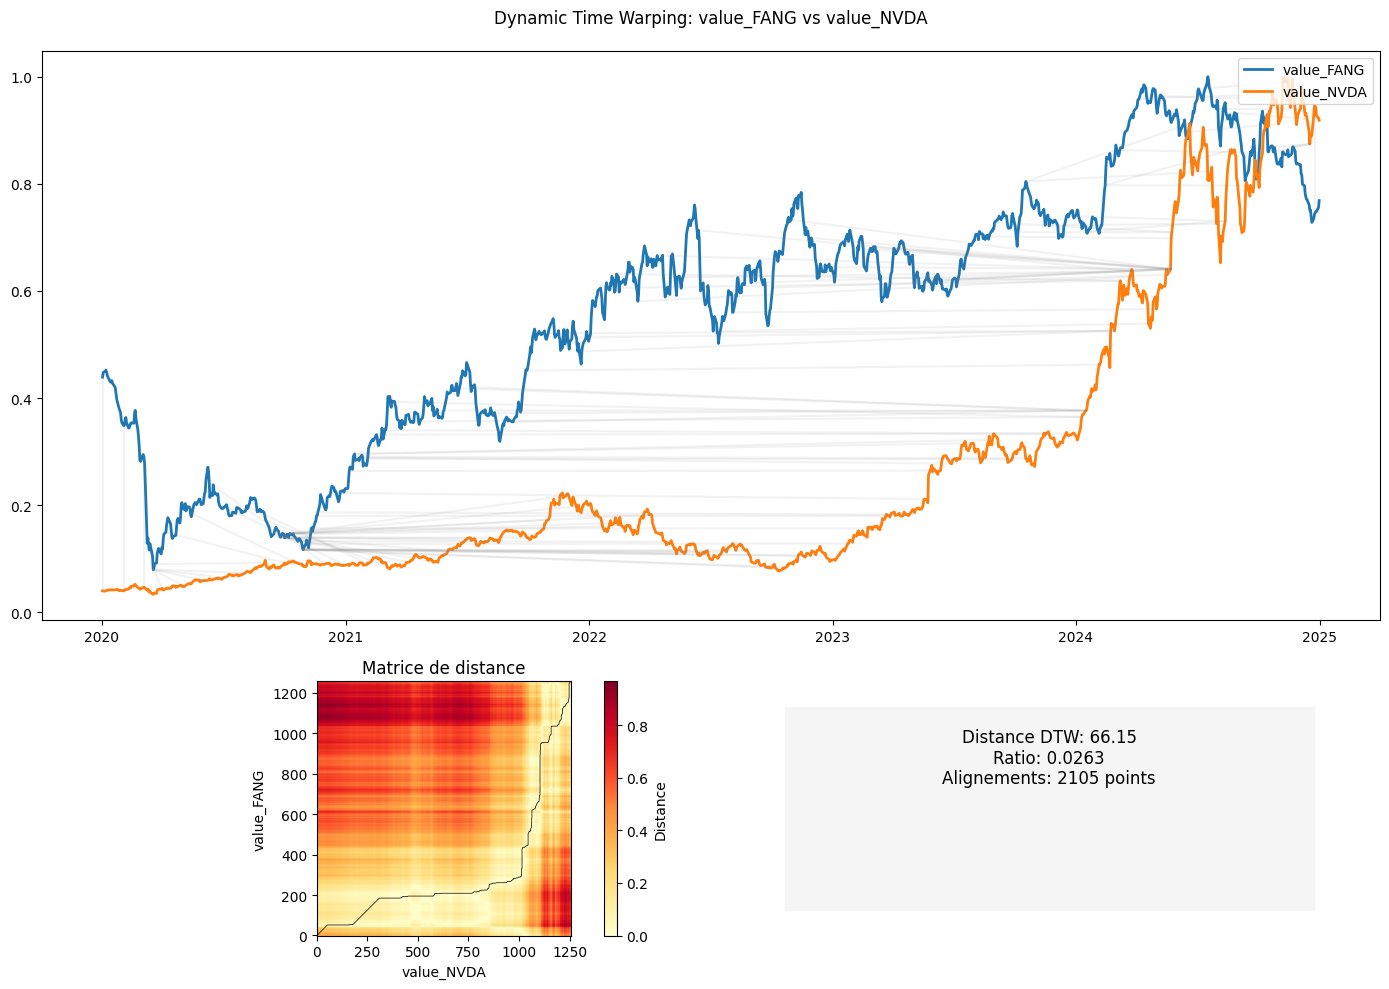 Dynamic Time Warping: value_FANG vs value_NVDA
value_FANG
value_NVDA
1.0
0.8
0.6
0.4
0.2
0.0
2020 2021 2022 2023 2024 2025
Matrice de distance
value_FANG
1200
1000
800
600
400
200
0
0 250 500 750 1000 1250
value_NVDA
0.8
0.6
0.4
0.2
0.0
Distance
Distance DTW: 66.15
Ratio: 0.0263
Alignements: 2105 points